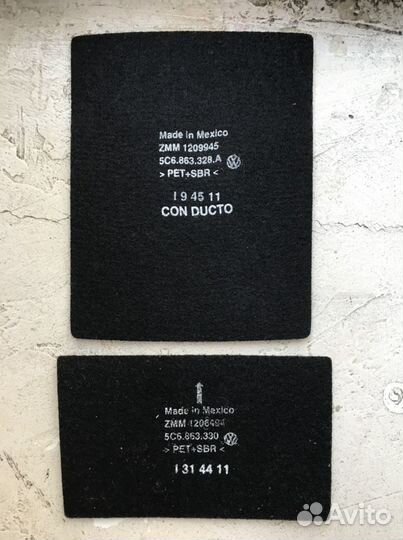 Made in Mexico
ZMM 1209945
5C6.863.328.A
> PET+SBR <
I 9 45 11
CON DUCTO
Made in Mexico
ZMM 1206494
5C6.863.330
> PET+SBR <
I 31 44 11
Avito